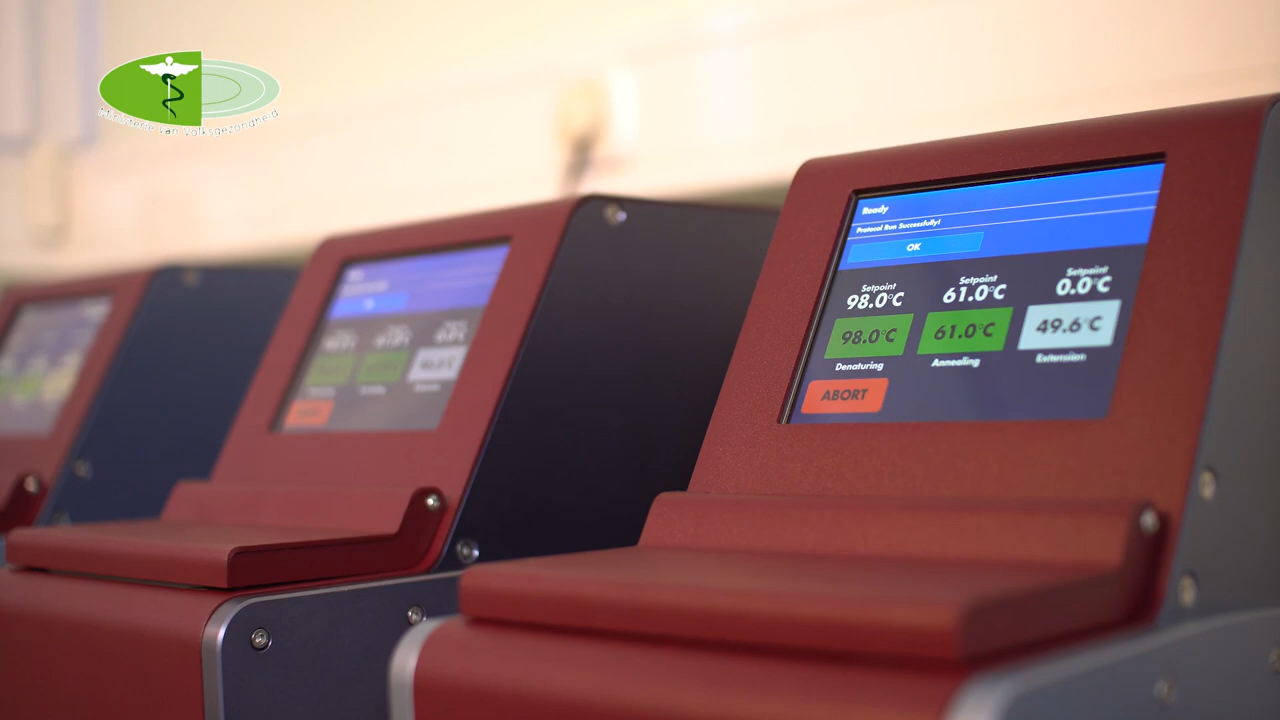 Ministerie van Volksgezondheid
Ready
Protocol Run Successfully!
OK
Setpoint Setpoint Setpoint
98.0°C 61.0°C 0.0°C
98.0°C 61.0°C 49.6°C
Denaturing Annealing Extension
ABORT